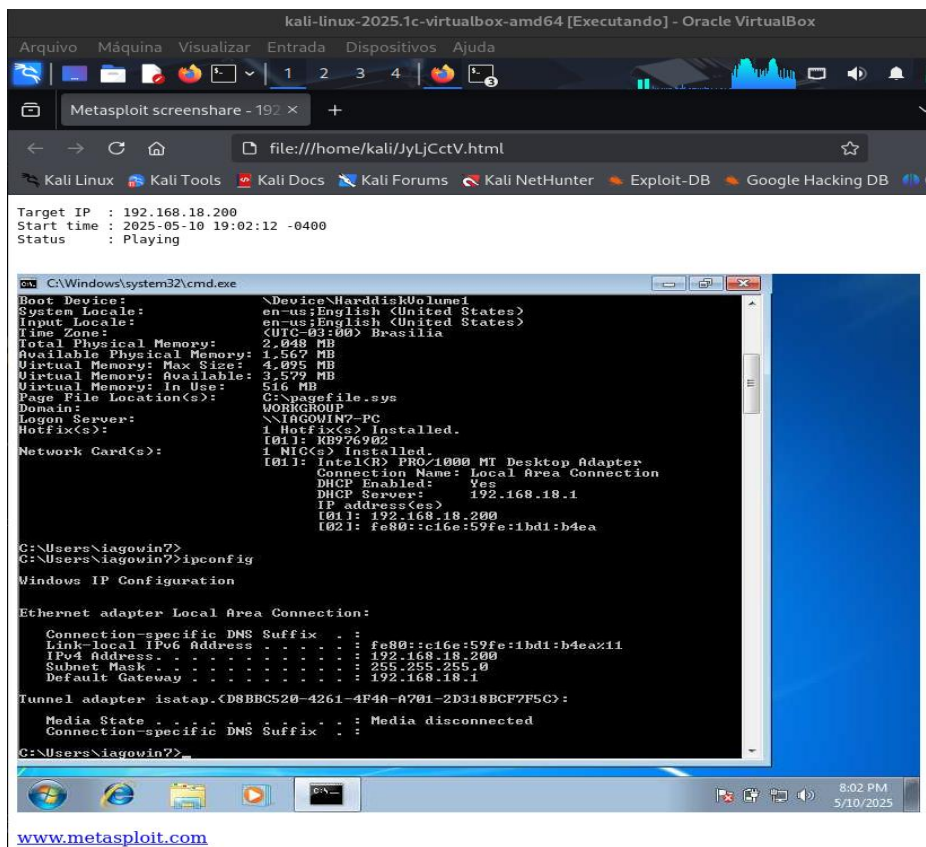 kali-linux-2025.1c-virtualbox-amd64 [Executando] - Oracle VirtualBox
Arquivo Máquina Visualizar Entrada Dispositivos Ajuda
1 2 3 4
Metasploit screenshare - 192
file:///home/kali/JyLjCctV.html
Kali Linux Kali Tools Kali Docs Kali Forums Kali NetHunter Exploit-DB Google Hacking DB
Target IP : 192.168.18.200
Start time : 2025-05-10 19:02:12 -0400
Status : Playing
C:\Windows\system32\cmd.exe
Boot Device: \Device\HarddiskVolume1
System Locale: en-us;English (United States)
Input Locale: en-us;English (United States)
Time Zone: (UTC-03:00) Brasilia
Total Physical Memory: 2,048 MB
Available Physical Memory: 1,567 MB
Virtual Memory: Max Size: 4,095 MB
Virtual Memory: Available: 3,579 MB
Virtual Memory: In Use: 516 MB
Page File Location(s): C:\pagefile.sys
Domain: WORKGROUP
Logon Server: \\IAGOWIN7-PC
Hotfix(s): 1 Hotfix(s) Installed.
[01]: KB976902
Network Card(s): 1 NIC(s) Installed.
[01]: Intel(R) PRO/1000 MT Desktop Adapter
Connection Name: Local Area Connection
DHCP Enabled: Yes
DHCP Server: 192.168.18.1
IP address(es)
[01]: 192.168.18.200
[02]: fe80::c16e:59fe:1bd1:b4ea
C:\Users\iagowin7>
C:\Users\iagowin7>ipconfig
Windows IP Configuration
Ethernet adapter Local Area Connection:
Connection-specific DNS Suffix . :
Link-local IPv6 Address . . . . . : fe80::c16e:59fe:1bd1:b4ea%11
IPv4 Address. . . . . . . . . . . : 192.168.18.200
Subnet Mask . . . . . . . . . . . : 255.255.255.0
Default Gateway . . . . . . . . . : 192.168.18.1
Tunnel adapter isatap.{D8BBC520-4261-4F4A-A701-2D318BCF7F5C}:
Media State . . . . . . . . . . . : Media disconnected
Connection-specific DNS Suffix . :
C:\Users\iagowin7>_
8:02 PM
5/10/2025
www.metasploit.com